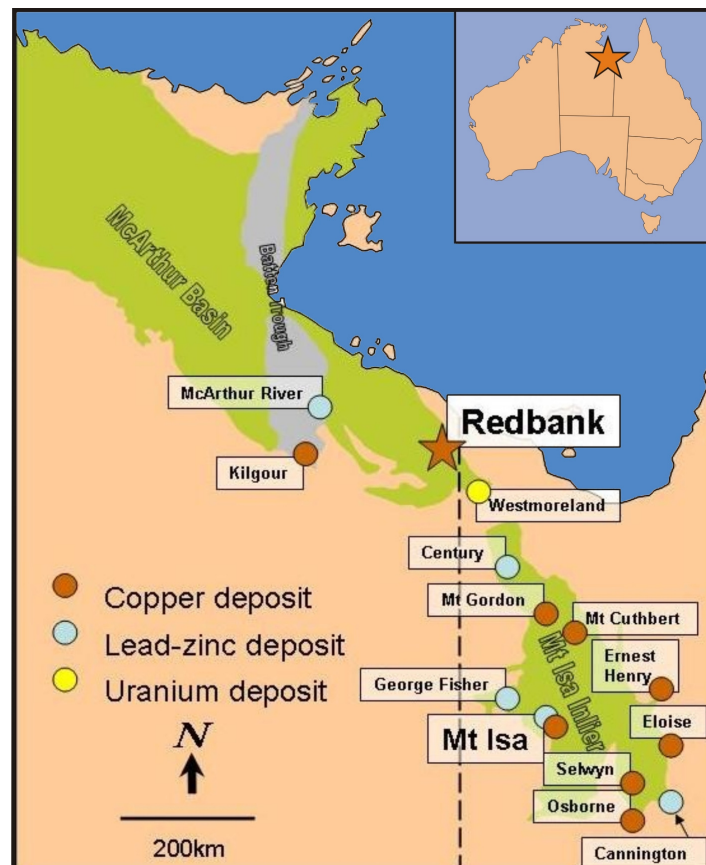 McArthur Basin
Batten Trough
McArthur River
Redbank
Kilgour
Westmoreland
Century
Mt Gordon
Mt Cuthbert
Ernest
Henry
George Fisher
Mt Isa Inlier
Eloise
Mt Isa
Selwyn
Osborne
Cannington
Copper deposit
Lead-zinc deposit
Uranium deposit
N
200km